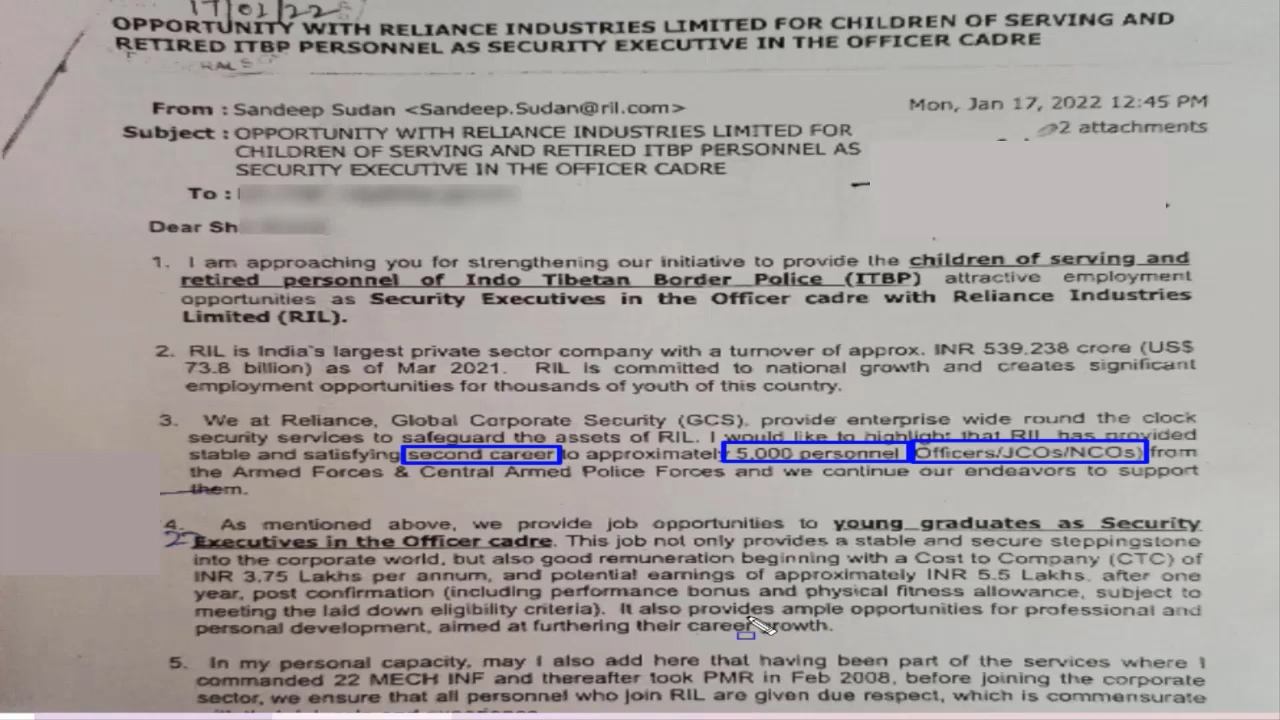 17/01/22
OPPORTUNITY WITH RELIANCE INDUSTRIES LIMITED FOR CHILDREN OF SERVING AND
RETIRED ITBP PERSONNEL AS SECURITY EXECUTIVE IN THE OFFICER CADRE
From : Sandeep Sudan <Sandeep.Sudan@ril.com>
Mon, Jan 17, 2022 12:45 PM
Subject : OPPORTUNITY WITH RELIANCE INDUSTRIES LIMITED FOR
2 attachments
CHILDREN OF SERVING AND RETIRED ITBP PERSONNEL AS
SECURITY EXECUTIVE IN THE OFFICER CADRE
To :
Dear Sh
1. I am approaching you for strengthening our initiative to provide the children of serving and
retired personnel of Indo Tibetan Border Police (ITBP) attractive employment
opportunities as Security Executives in the Officer cadre with Reliance Industries
Limited (RIL).
2. RIL is India's largest private sector company with a turnover of approx. INR 539,238 crore (US$
73.8 billion) as of Mar 2021. RIL is committed to national growth and creates significant
employment opportunities for thousands of youth of this country.
3. We at Reliance, Global Corporate Security (GCS), provide enterprise wide round the clock
security services to safeguard the assets of RIL. I would like to highlight that RIL has provided
stable and satisfying second career to approximately 5,000 personnel Officers/JCOs/NCOs) from
the Armed Forces & Central Armed Police Forces and we continue our endeavors to support
them.
4. As mentioned above, we provide job opportunities to young graduates as Security
Executives in the Officer cadre. This job not only provides a stable and secure steppingstone
into the corporate world, but also good remuneration beginning with a Cost to Company (CTC) of
INR 3.75 Lakhs per annum, and potential earnings of approximately INR 5.5 Lakhs. after one
year, post confirmation (including performance bonus and physical fitness allowance, subject to
meeting the laid down eligibility criteria). It also provides ample opportunities for professional and
personal development, aimed at furthering their career growth.
5. In my personal capacity, may I also add here that having been part of the services where I
commanded 22 MECH INF and thereafter took PMR in Feb 2008, before joining the corporate
sector, we ensure that all personnel who join RIL are given due respect, which is commensurate